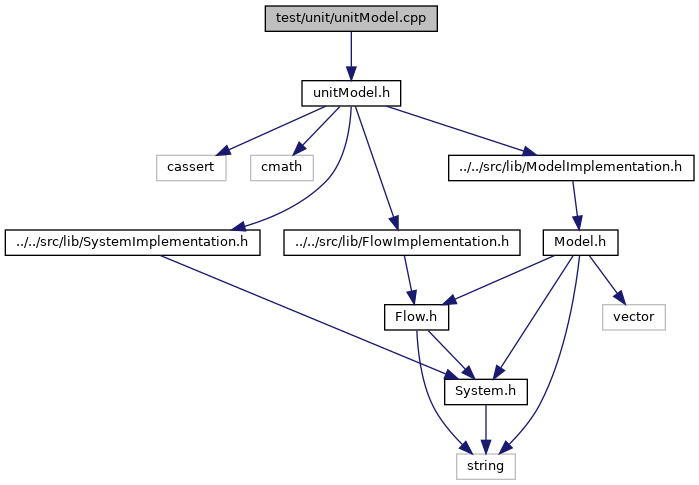 test/unit/unitModel.cpp
unitModel.h
cassert
cmath
../../src/lib/ModelImplementation.h
../../src/lib/SystemImplementation.h
../../src/lib/FlowImplementation.h
Model.h
Flow.h
vector
System.h
string